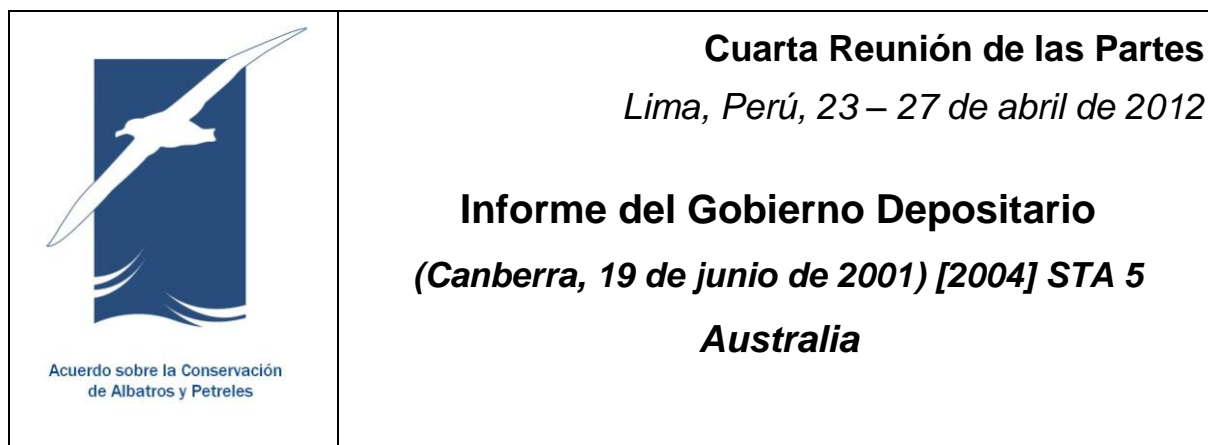 Acuerdo sobre la Conservación
de Albatros y Petreles
Cuarta Reunión de las Partes
Lima, Perú, 23 – 27 de abril de 2012
Informe del Gobierno Depositario
(Canberra, 19 de junio de 2001) [2004] STA 5
Australia